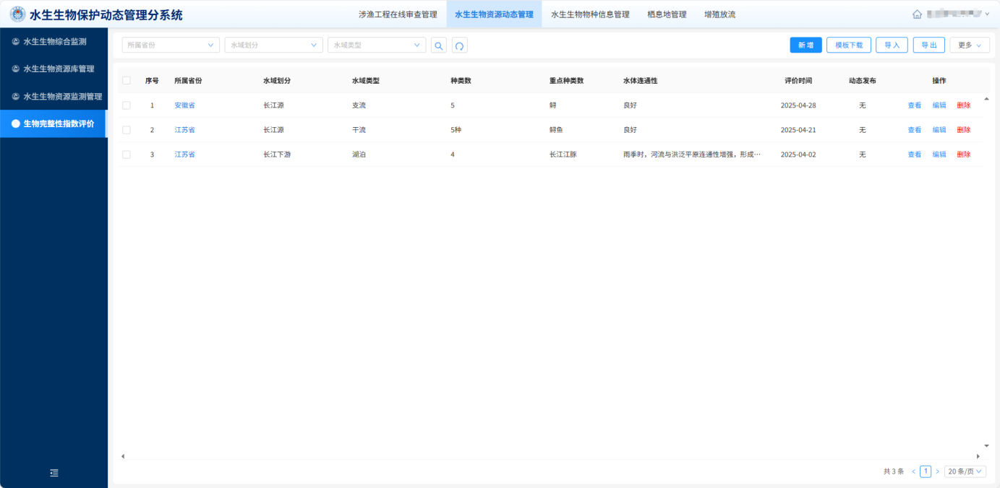 水生生物保护动态管理分系统 涉渔工程在线审查管理 水生生物资源动态管理 水生生物物种信息管理 栖息地管理 增殖放流
水生生物综合监测
水生生物资源库管理
水生生物资源监测管理
生物完整性指数评价
所属省份 水域划分 水域类型 新增 模板下载 导入 导出 更多
序号 所属省份 水域划分 水域类型 种类数 重点种类数 水体连通性 评价时间 动态发布 操作
1 安徽省 长江源 支流 5 鲟 良好 2025-04-28 无 查看 编辑 删除
2 江苏省 长江源 干流 5种 鲟鱼 良好 2025-04-21 无 查看 编辑 删除
3 江苏省 长江下游 湖泊 4 长江江豚 雨季时，河流与洪泛平原连通性增强，形成… 2025-04-02 无 查看 编辑 删除
共 3 条 < 1 > 20 条/页